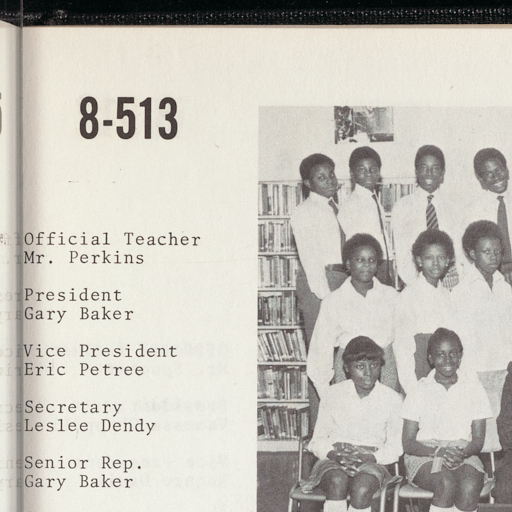 8-513
Official Teacher
Mr. Perkins
President
Gary Baker
Vice President
Eric Petree
Secretary
Leslee Dendy
Senior Rep.
Gary Baker